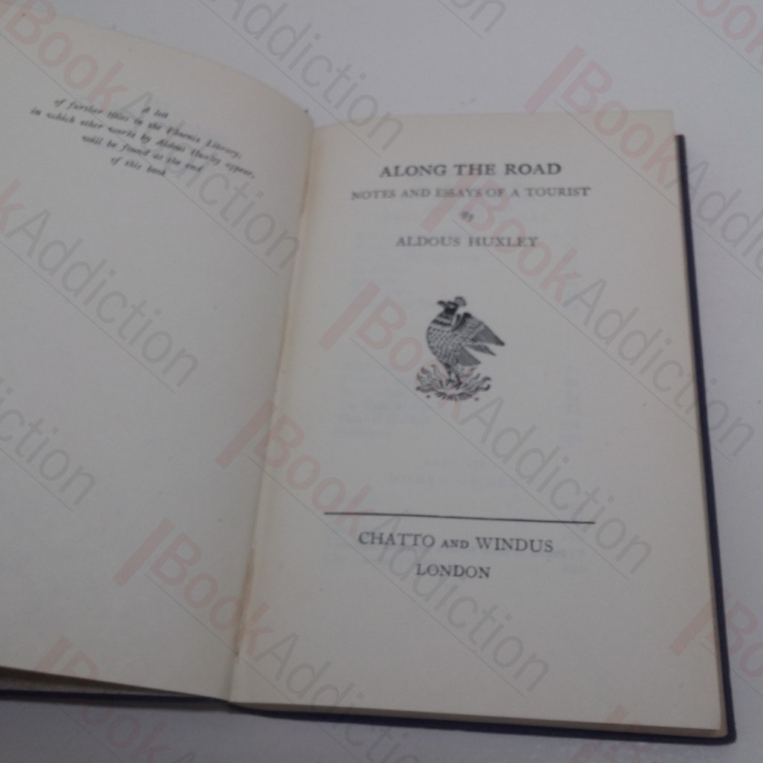 A list
of further titles in the Phoenix Library,
in which other works by Aldous Huxley appear,
will be found at the end
of this book
ALONG THE ROAD
NOTES AND ESSAYS OF A TOURIST
By
ALDOUS HUXLEY
CHATTO AND WINDUS
LONDON
BookAddiction